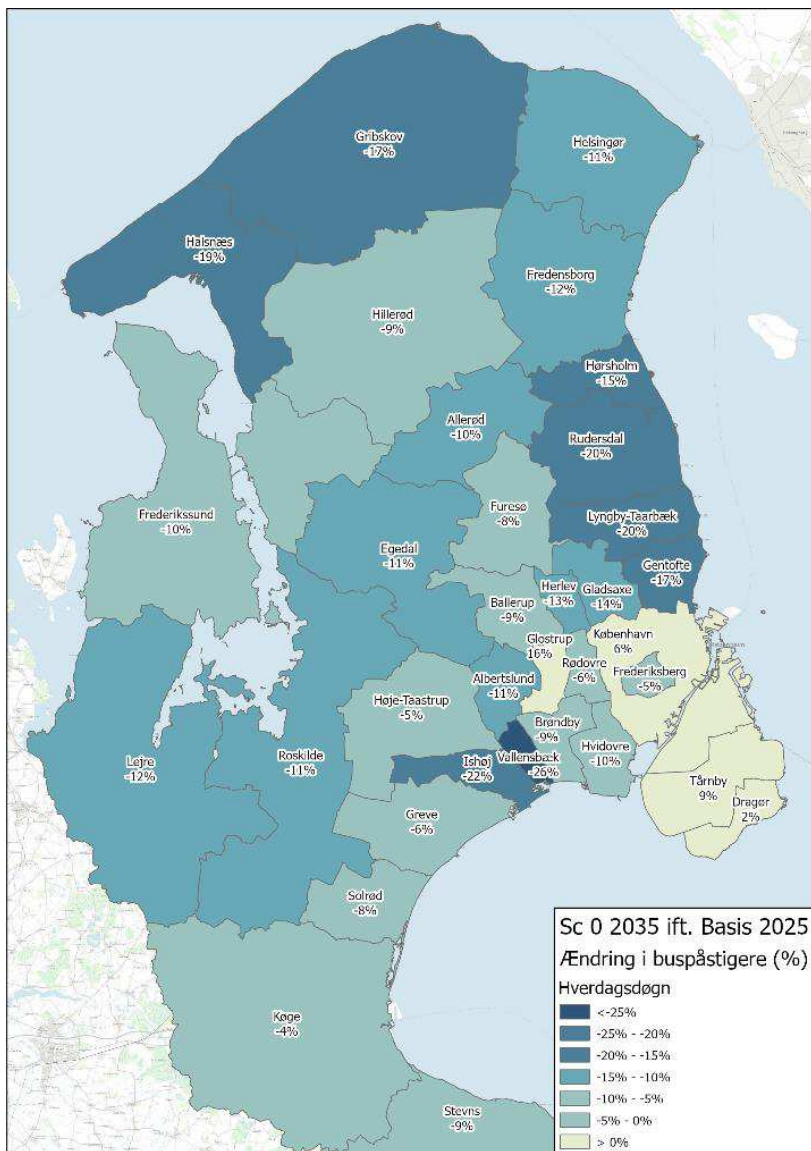 Gribskov
-17%
Helsingør
-11%
Halsnæs
-19%
Fredensborg
-12%
Hillerød
-9%
Hørsholm
-15%
Allerød
-10%
Rudersdal
-20%
Frederikssund
-10%
Furesø
-8%
Lyngby-Taarbæk
-20%
Egedal
-11%
Gentofte
-17%
Herlev
-13%
Gladsaxe
-14%
Ballerup
-9%
Glostrup
16%
København
6%
Rødovre
-6%
Frederiksberg
-5%
Albertslund
-11%
Høje-Taastrup
-5%
Brøndby
-9%
Hvidovre
-10%
Lejre
-12%
Roskilde
-11%
Ishøj
-22%
Vallensbæk
-26%
Tårnby
9%
Dragør
2%
Greve
-6%
Solrød
-8%
Køge
-4%
Stevns
-9%
Sc 0 2035 ift. Basis 2025
Ændring i buspåstigere (%)
Hverdagsdøgn
<-25%
-25% - -20%
-20% - -15%
-15% - -10%
-10% - -5%
-5% - 0%
> 0%